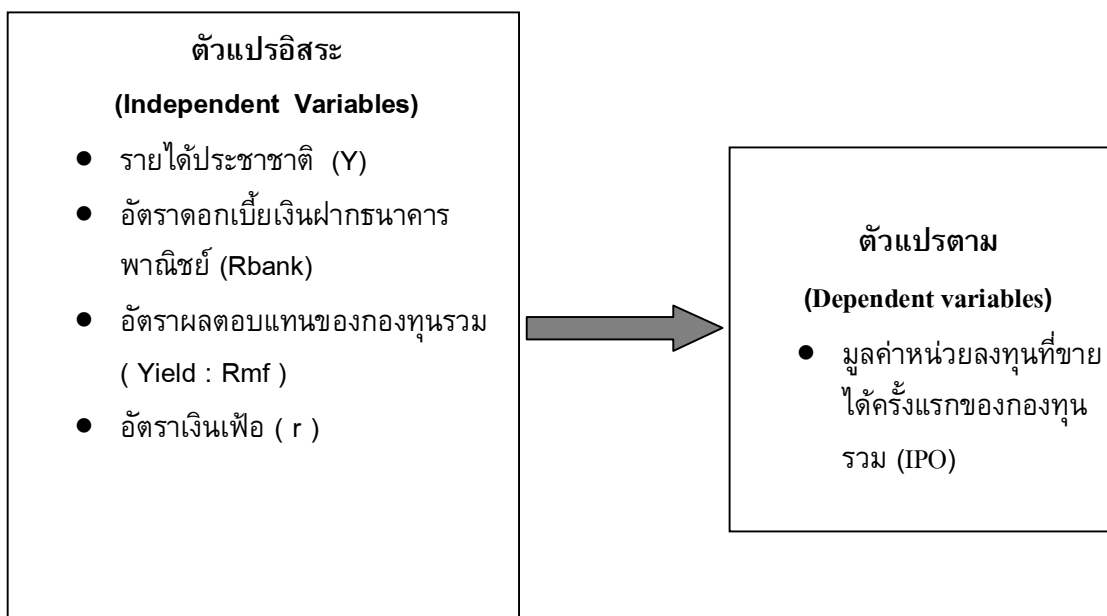 ตัวแปรอิสระ
(Independent Variables)
● รายได้ประชาชาติ (Y)
● อัตราดอกเบี้ยเงินฝากธนาคาร
พาณิชย์ (Rbank)
● อัตราผลตอบแทนของกองทุนรวม
( Yield : Rmf )
● อัตราเงินเฟ้อ ( r )
ตัวแปรตาม
(Dependent variables)
● มูลค่าหน่วยลงทุนที่ขาย
ได้ครั้งแรกของกองทุน
รวม (IPO)